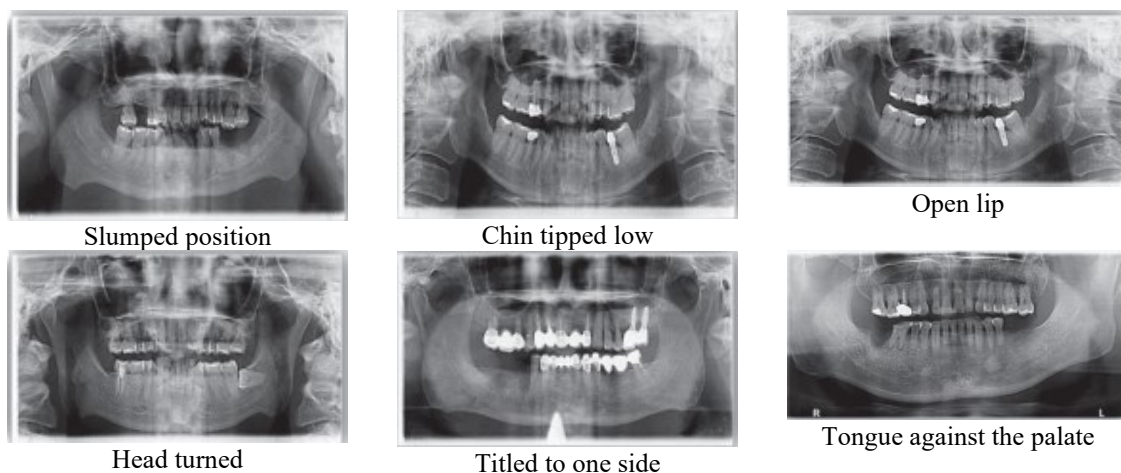 Slumped position
Chin tipped low
Open lip
Head turned
Titled to one side
R
L
Tongue against the palate